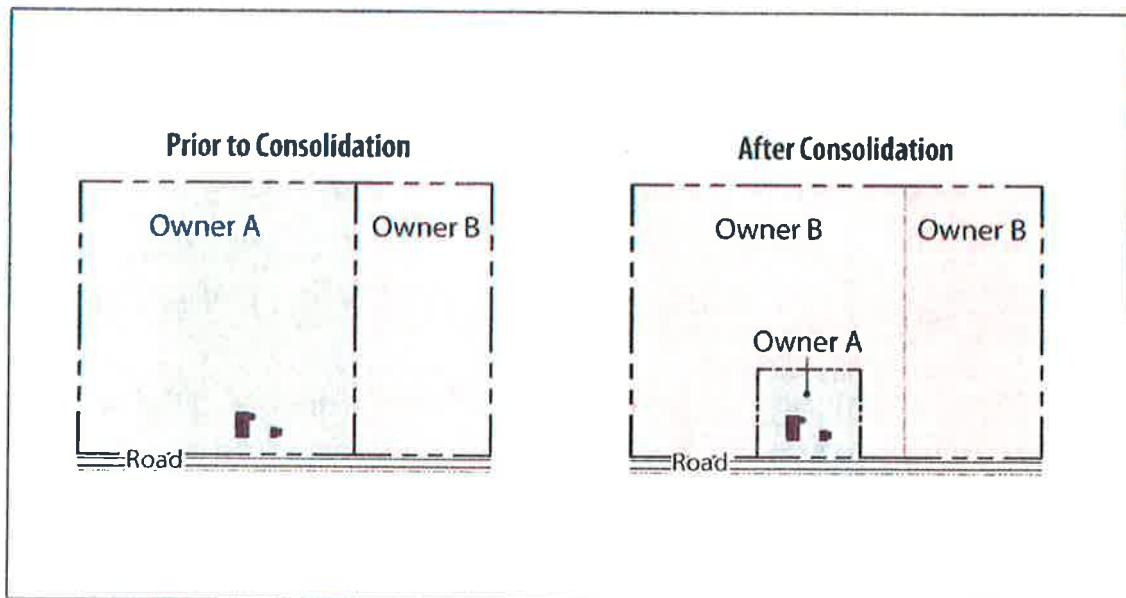 Prior to Consolidation
Owner A
Owner B
Road
After Consolidation
Owner B
Owner B
Owner A
Road